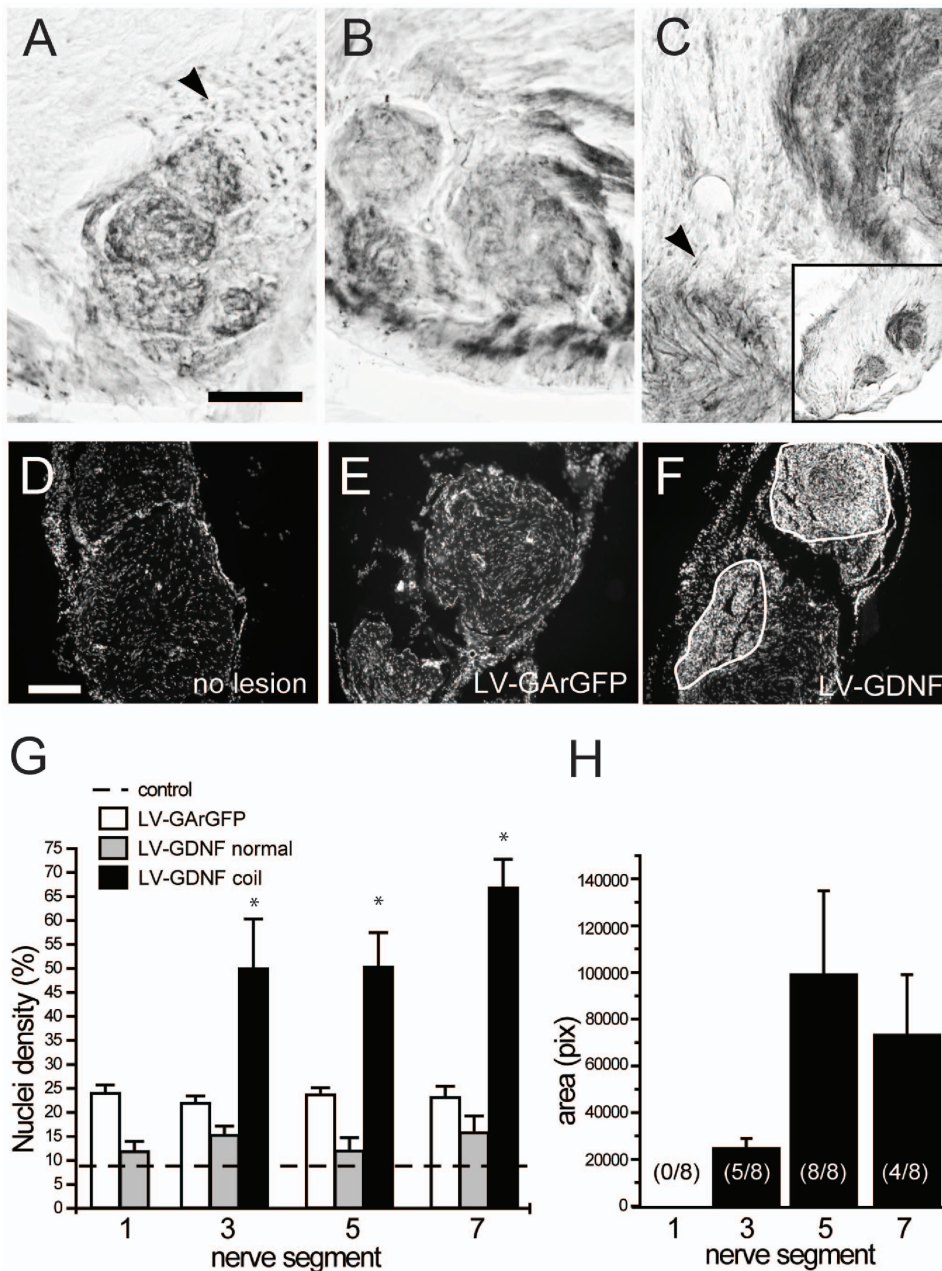 A
B
C
D
no lesion
E
LV-GArGFP
F
LV-GDNF
G
control
LV-GArGFP
LV-GDNF normal
LV-GDNF coil
75
70
65
60
55
50
45
40
35
30
25
20
15
10
5
0
Nuclei density (%)
*
*
*
1 3 5 7
nerve segment
H
140000
120000
100000
80000
60000
40000
20000
0
area (pix)
(0/8) (5/8) (8/8) (4/8)
1 3 5 7
nerve segment